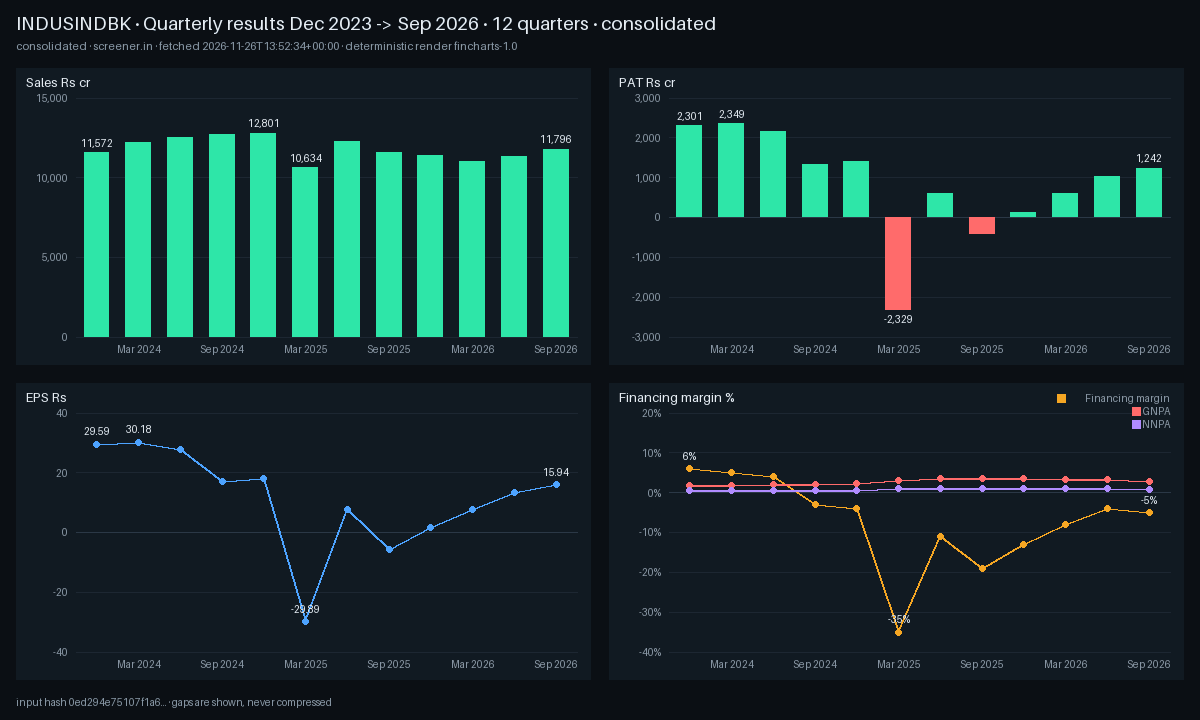 INDUSINDBK · Quarterly results Dec 2023 -> Sep 2026 · 12 quarters · consolidated
consolidated · screener.in · fetched 2026-11-26T13:52:34+00:00 · deterministic render fincharts-1.0
Sales Rs cr
15,000
10,000
5,000
0
11,572
12,801
10,634
11,796
Mar 2024
Sep 2024
Mar 2025
Sep 2025
Mar 2026
Sep 2026
PAT Rs cr
3,000
2,000
1,000
0
-1,000
-2,000
-3,000
2,301
2,349
-2,329
1,242
Mar 2024
Sep 2024
Mar 2025
Sep 2025
Mar 2026
Sep 2026
EPS Rs
40
20
0
-20
-40
29.59
30.18
-29.89
15.94
Mar 2024
Sep 2024
Mar 2025
Sep 2025
Mar 2026
Sep 2026
Financing margin %
Financing margin
GNPA
NNPA
20%
10%
0%
-10%
-20%
-30%
-40%
6%
-35%
-5%
Mar 2024
Sep 2024
Mar 2025
Sep 2025
Mar 2026
Sep 2026
input hash 0ed294e75107f1a6… · gaps are shown, never compressed